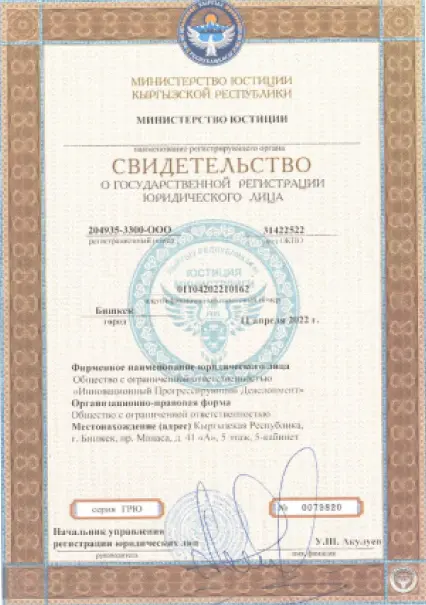 МИНИСТЕРСТВО ЮСТИЦИИ
КЫРГЫЗСКОЙ РЕСПУБЛИКИ
МИНИСТЕРСТВО ЮСТИЦИИ
наименование регистрирующего органа
СВИДЕТЕЛЬСТВО
О ГОСУДАРСТВЕННОЙ РЕГИСТРАЦИИ
ЮРИДИЧЕСКОГО ЛИЦА
204935-3300-ООО 31422522
регистрационный номер код ОКПО
ЮСТИЦИЯ
01104202210162
идентификационный налоговый номер
Бишкек 11 апреля 2022 г.
город
Фирменное наименование юридического лица
Общество с ограниченной ответственностью
«Инновационный Прогрессирующий Девелопмент»
Организационно-правовая форма
Общество с ограниченной ответственностью
Местонахождение (адрес) Кыргызская Республика,
г. Бишкек, пр. Манаса, д. 41 «А», 5 этаж, 5-кабинет
серия ГРЮ № 0079820
Начальник управления
регистрации юридических лиц У.Ш. Акулуев
руководитель имя, фамилия